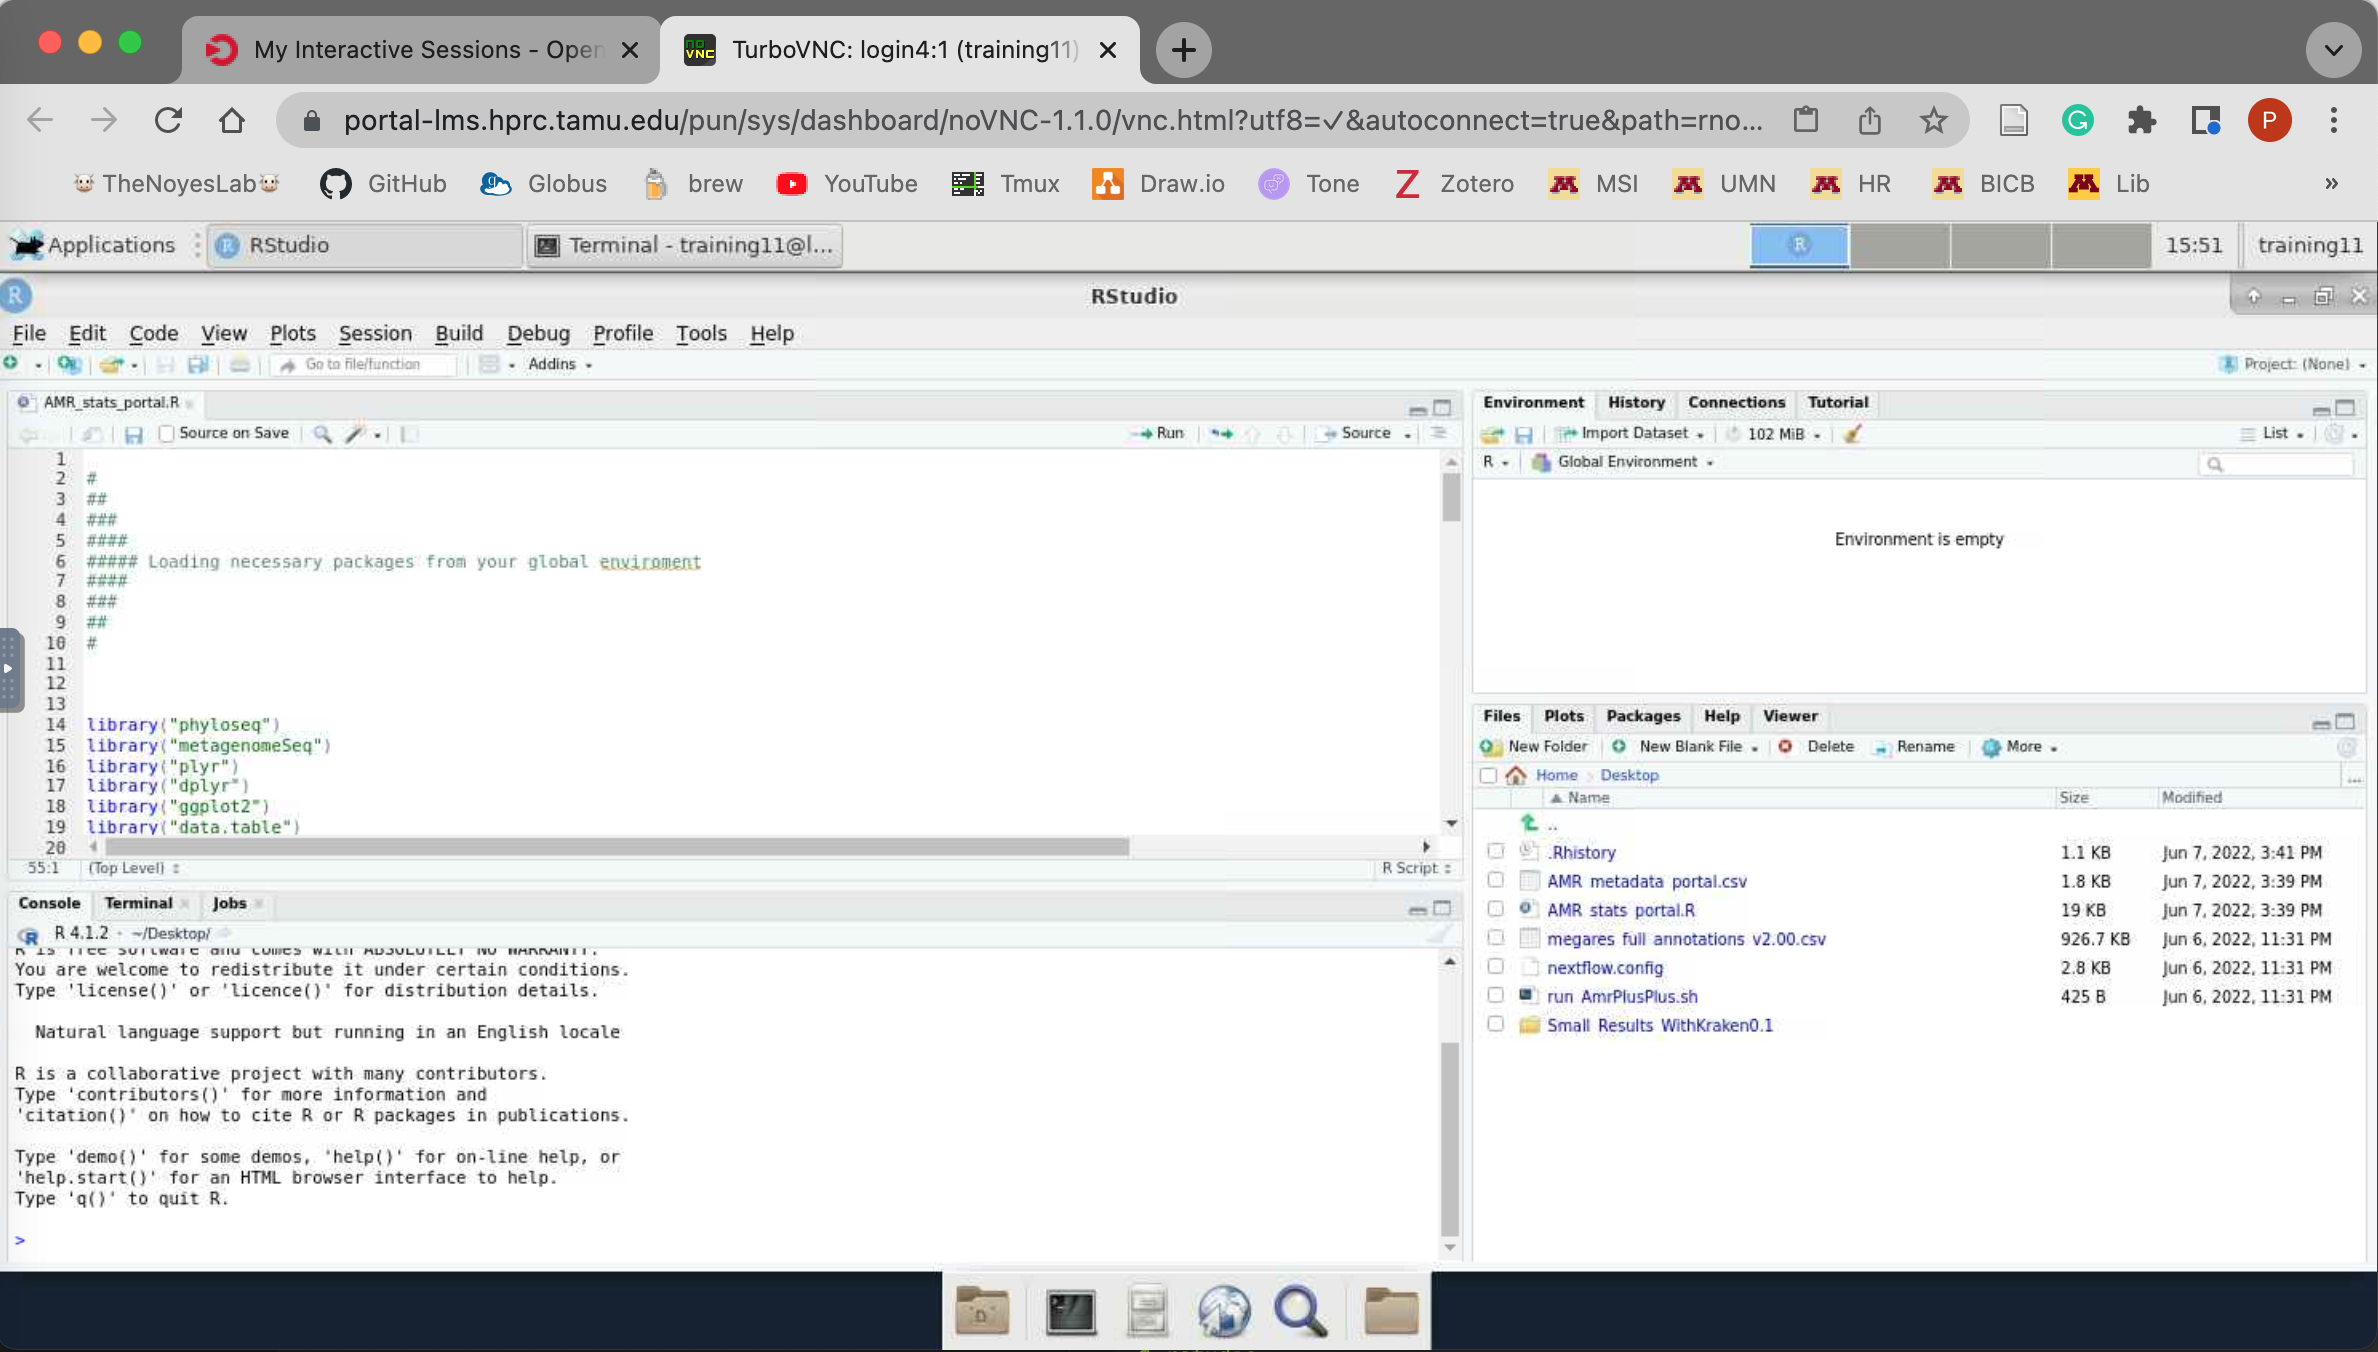 My Interactive Sessions - Open
TurboVNC: login4:1 (training11)
portal-lms.hprc.tamu.edu/pun/sys/dashboard/noVNC-1.1.0/vnc.html?utf8=✓&autoconnect=true&path=rno...
P
TheNoyesLab GitHub Globus brew YouTube Tmux Draw.io Tone Zotero MSI UMN HR BICB Lib »
Applications RStudio Terminal - training11@l... 15:51 training11
RStudio
File Edit Code View Plots Session Build Debug Profile Tools Help
Go to file/function Addins Project: (None)
AMR_stats_portal.R
Source on Save Run Source
1
2 #
3 ##
4 ###
5 ####
6 ##### Loading necessary packages from your global enviroment
7 ####
8 ###
9 ##
10 #
11
12
13
14 library("phyloseq")
15 library("metagenomeSeq")
16 library("plyr")
17 library("dplyr")
18 library("ggplot2")
19 library("data.table")
20
55:1 (Top Level) R Script
Console Terminal Jobs
R 4.1.2 · ~/Desktop/
R is free software and comes with ABSOLUTELY NO WARRANTY.
You are welcome to redistribute it under certain conditions.
Type 'license()' or 'licence()' for distribution details.
Natural language support but running in an English locale
R is a collaborative project with many contributors.
Type 'contributors()' for more information and
'citation()' on how to cite R or R packages in publications.
Type 'demo()' for some demos, 'help()' for on-line help, or
'help.start()' for an HTML browser interface to help.
Type 'q()' to quit R.
>
Environment History Connections Tutorial
Import Dataset 102 MiB List
R Global Environment
Environment is empty
Files Plots Packages Help Viewer
New Folder New Blank File Delete Rename More
Home Desktop ...
Name Size Modified
..
.Rhistory 1.1 KB Jun 7, 2022, 3:41 PM
AMR_metadata_portal.csv 1.8 KB Jun 7, 2022, 3:39 PM
AMR_stats_portal.R 19 KB Jun 7, 2022, 3:39 PM
megares_full_annotations_v2.00.csv 926.7 KB Jun 6, 2022, 11:31 PM
nextflow.config 2.8 KB Jun 6, 2022, 11:31 PM
run_AmrPlusPlus.sh 425 B Jun 6, 2022, 11:31 PM
Small_Results_WithKraken0.1